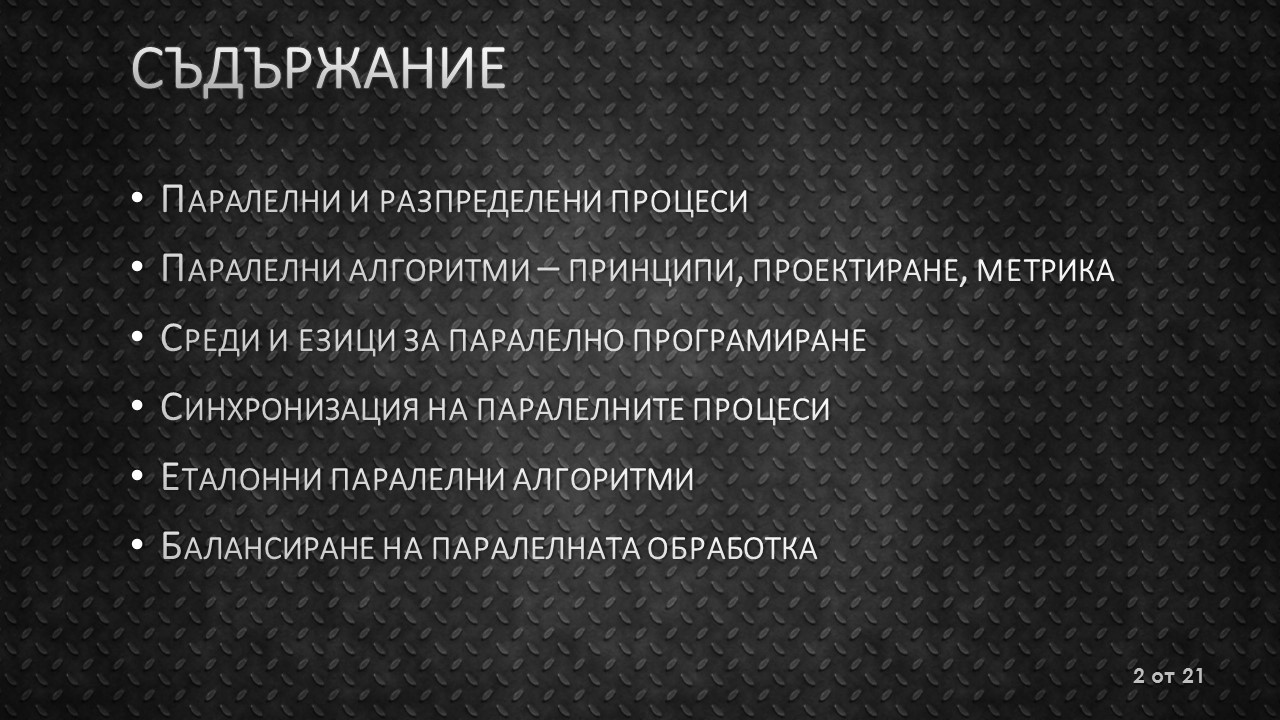 СЪДЪРЖАНИЕ
• Паралелни и разпределени процеси
• Паралелни алгоритми – принципи, проектиране, метрика
• Среди и езици за паралелно програмиране
• Синхронизация на паралелните процеси
• Еталонни паралелни алгоритми
• Балансиране на паралелната обработка
2 от 21